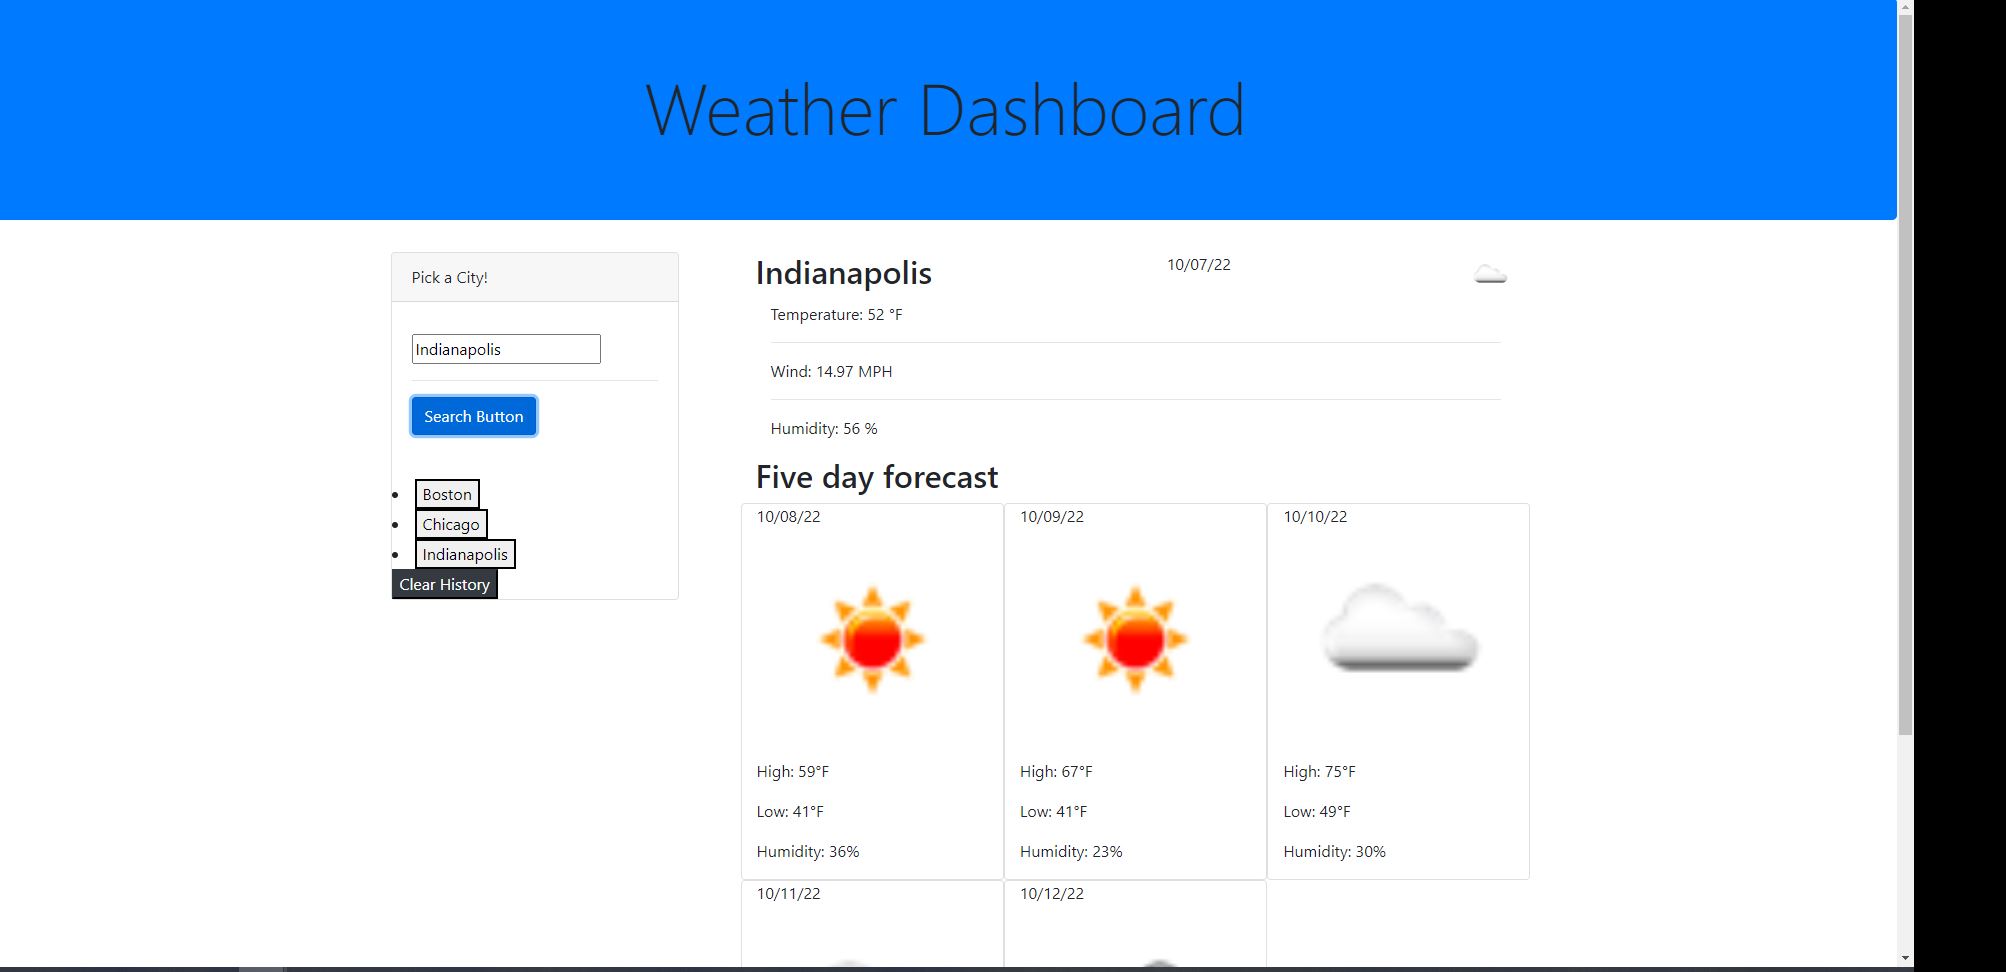 Weather Dashboard
Pick a City!
Indianapolis
Search Button
Boston
Chicago
Indianapolis
Clear History
Indianapolis 10/07/22
Temperature: 52 °F
Wind: 14.97 MPH
Humidity: 56 %
Five day forecast
10/08/22 10/09/22 10/10/22
High: 59°F High: 67°F High: 75°F
Low: 41°F Low: 41°F Low: 49°F
Humidity: 36% Humidity: 23% Humidity: 30%
10/11/22 10/12/22